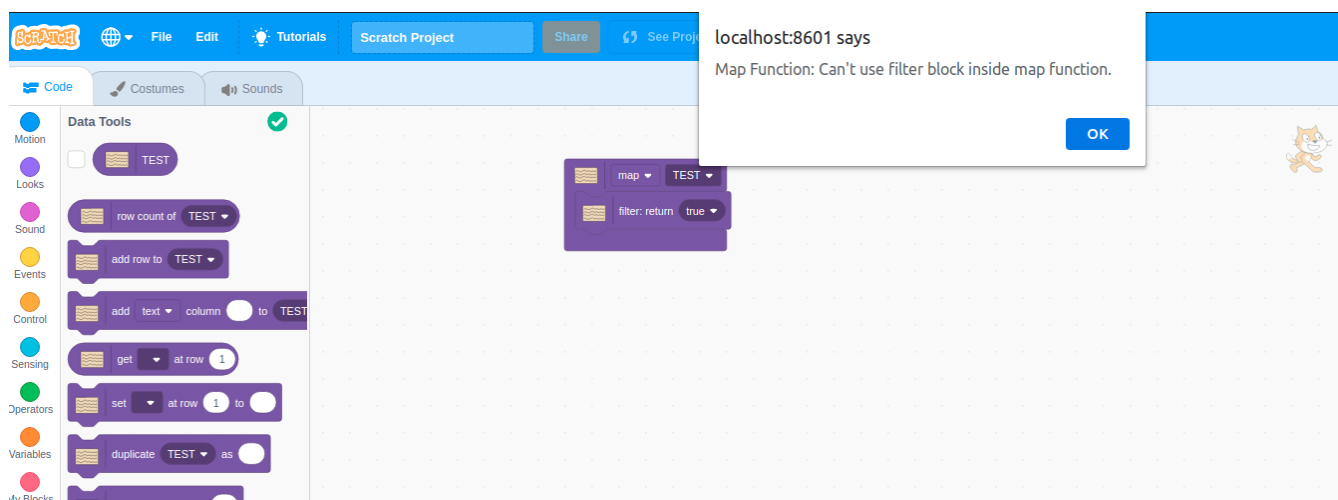 SCRATCH File Edit Tutorials Scratch Project Share See Proj
localhost:8601 says
Map Function: Can't use filter block inside map function.
OK
Code Costumes Sounds
Motion
Looks
Sound
Events
Control
Sensing
Operators
Variables
My Blocks
Data Tools
TEST
row count of TEST
add row to TEST
add text column to TEST
get at row 1
set at row 1 to
duplicate TEST as
map TEST
filter: return true